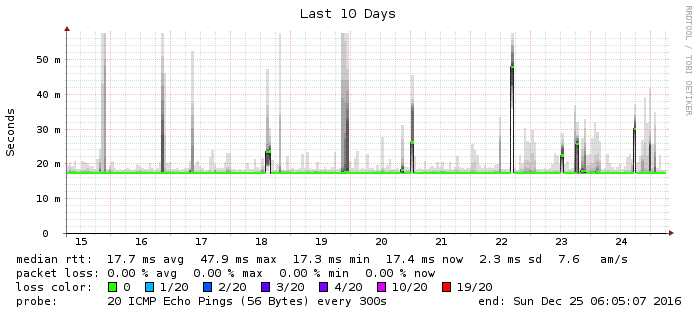 Last 10 Days
RRDTOOL / TOBI OETIKER
Seconds
50 m
40 m
30 m
20 m
10 m
0
15 16 17 18 19 20 21 22 23 24
median rtt: 17.7 ms avg 47.9 ms max 17.3 ms min 17.4 ms now 2.3 ms sd 7.6 am/s
packet loss: 0.00 % avg 0.00 % max 0.00 % min 0.00 % now
loss color: 0 1/20 2/20 3/20 4/20 10/20 19/20
probe: 20 ICMP Echo Pings (56 Bytes) every 300s end: Sun Dec 25 06:05:07 2016